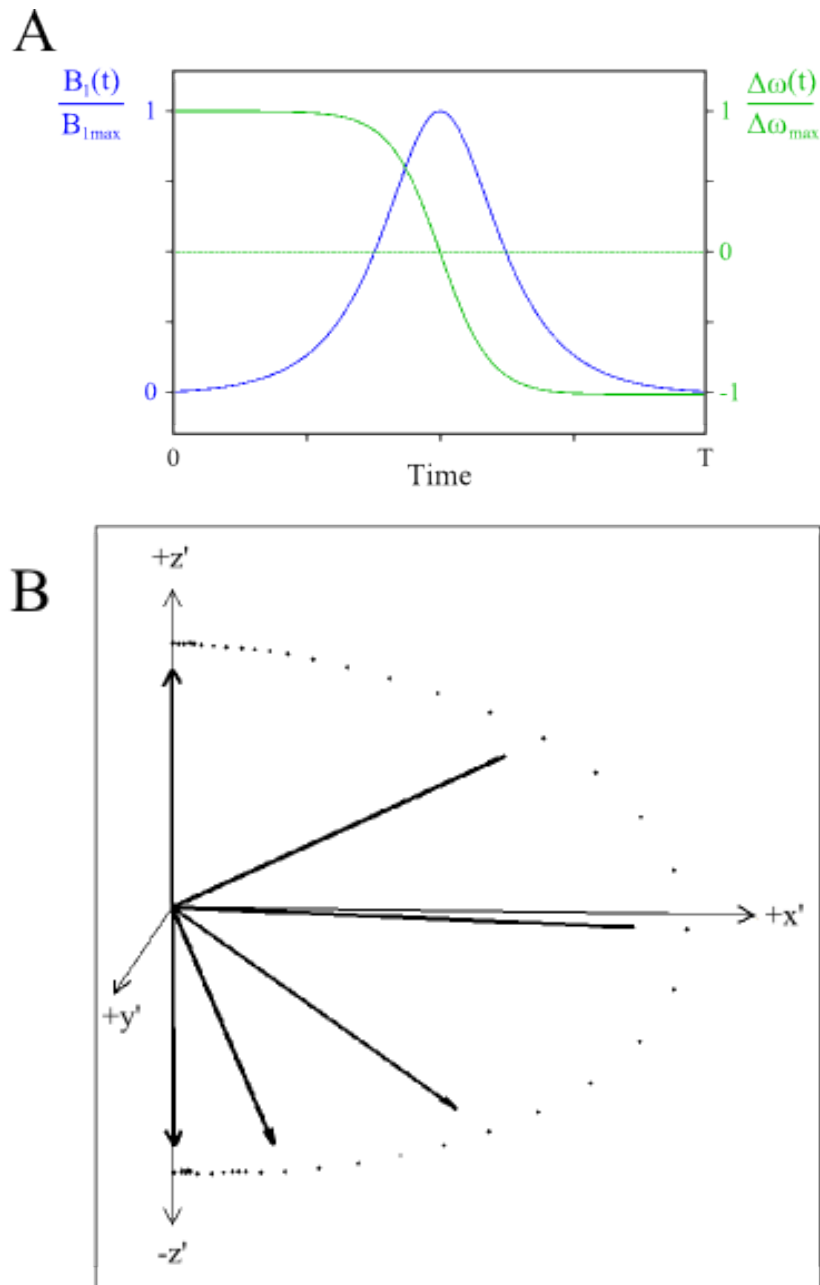 A
B₁(t)
B₁max
Δω(t)
Δωmax
1
0
1
0
-1
0
T
Time
B
+z'
+x'
+y'
-z'